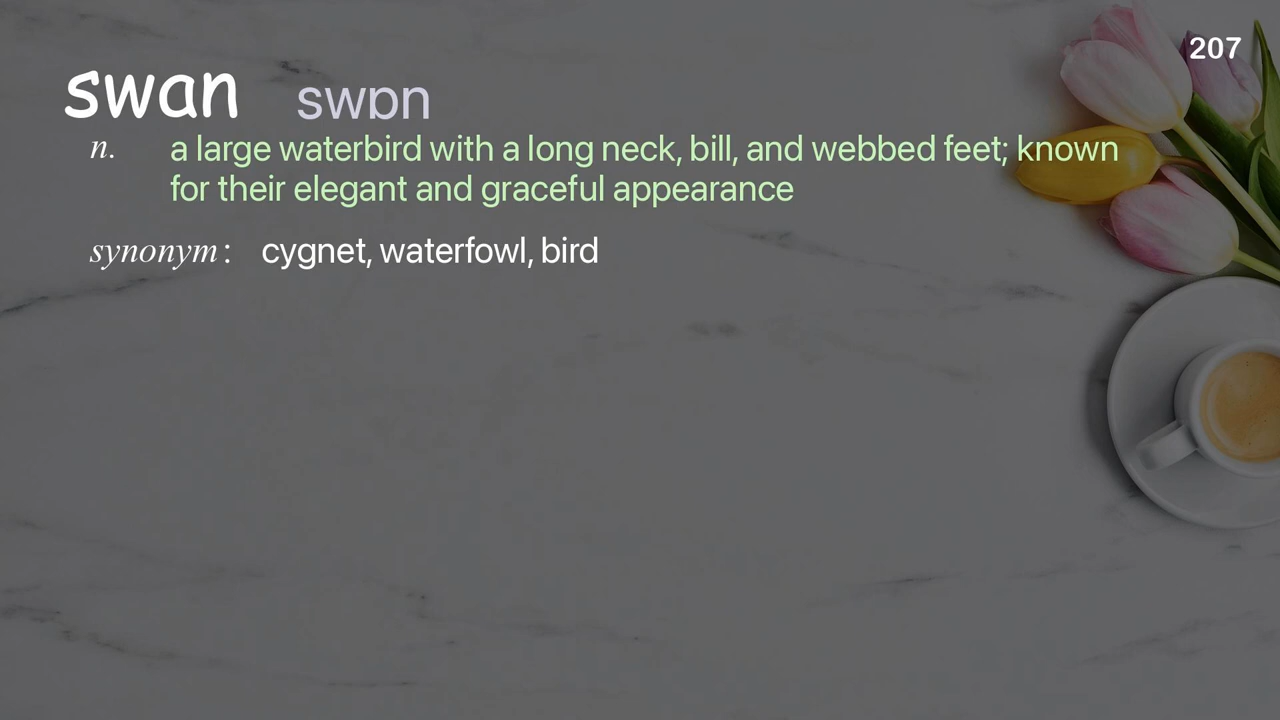 207
swan swɒn
n. a large waterbird with a long neck, bill, and webbed feet; known
for their elegant and graceful appearance
synonym: cygnet, waterfowl, bird